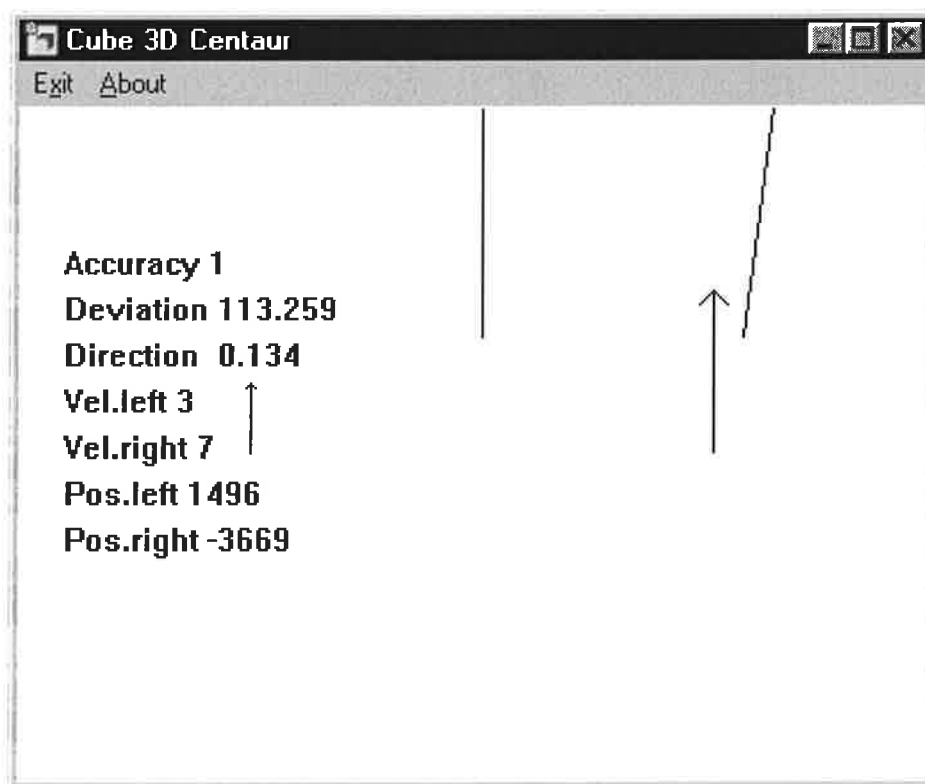 Cube 3D Centaur
Exit About
Accuracy 1
Deviation 113.259
Direction 0.134
Vel.left 3
Vel.right 7
Pos.left 1496
Pos.right -3669